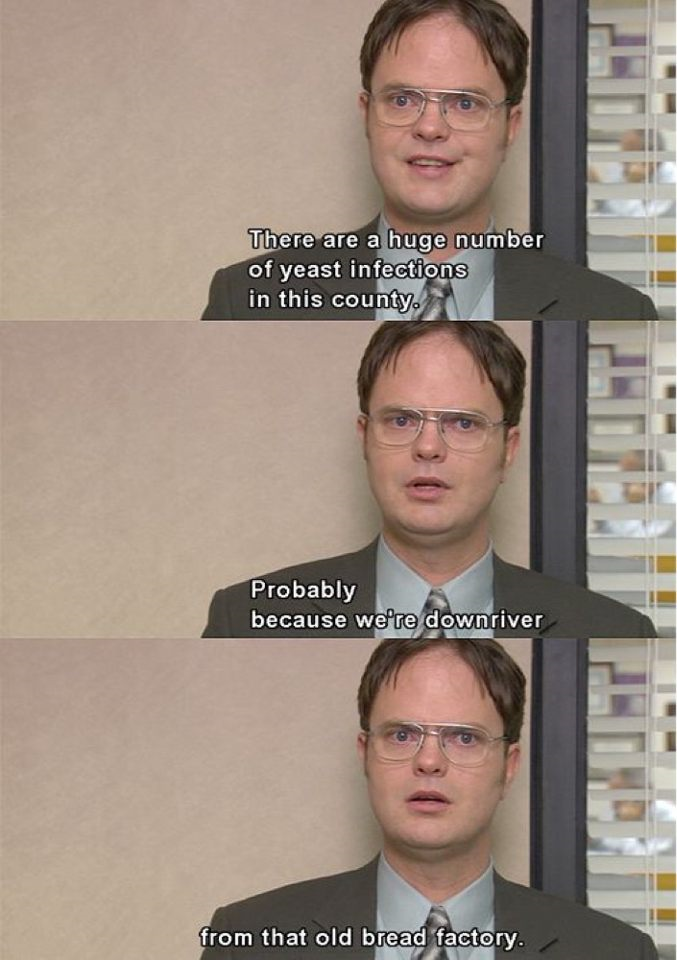 There are a huge number
of yeast infections
in this county.
Probably
because we're downriver
from that old bread factory.